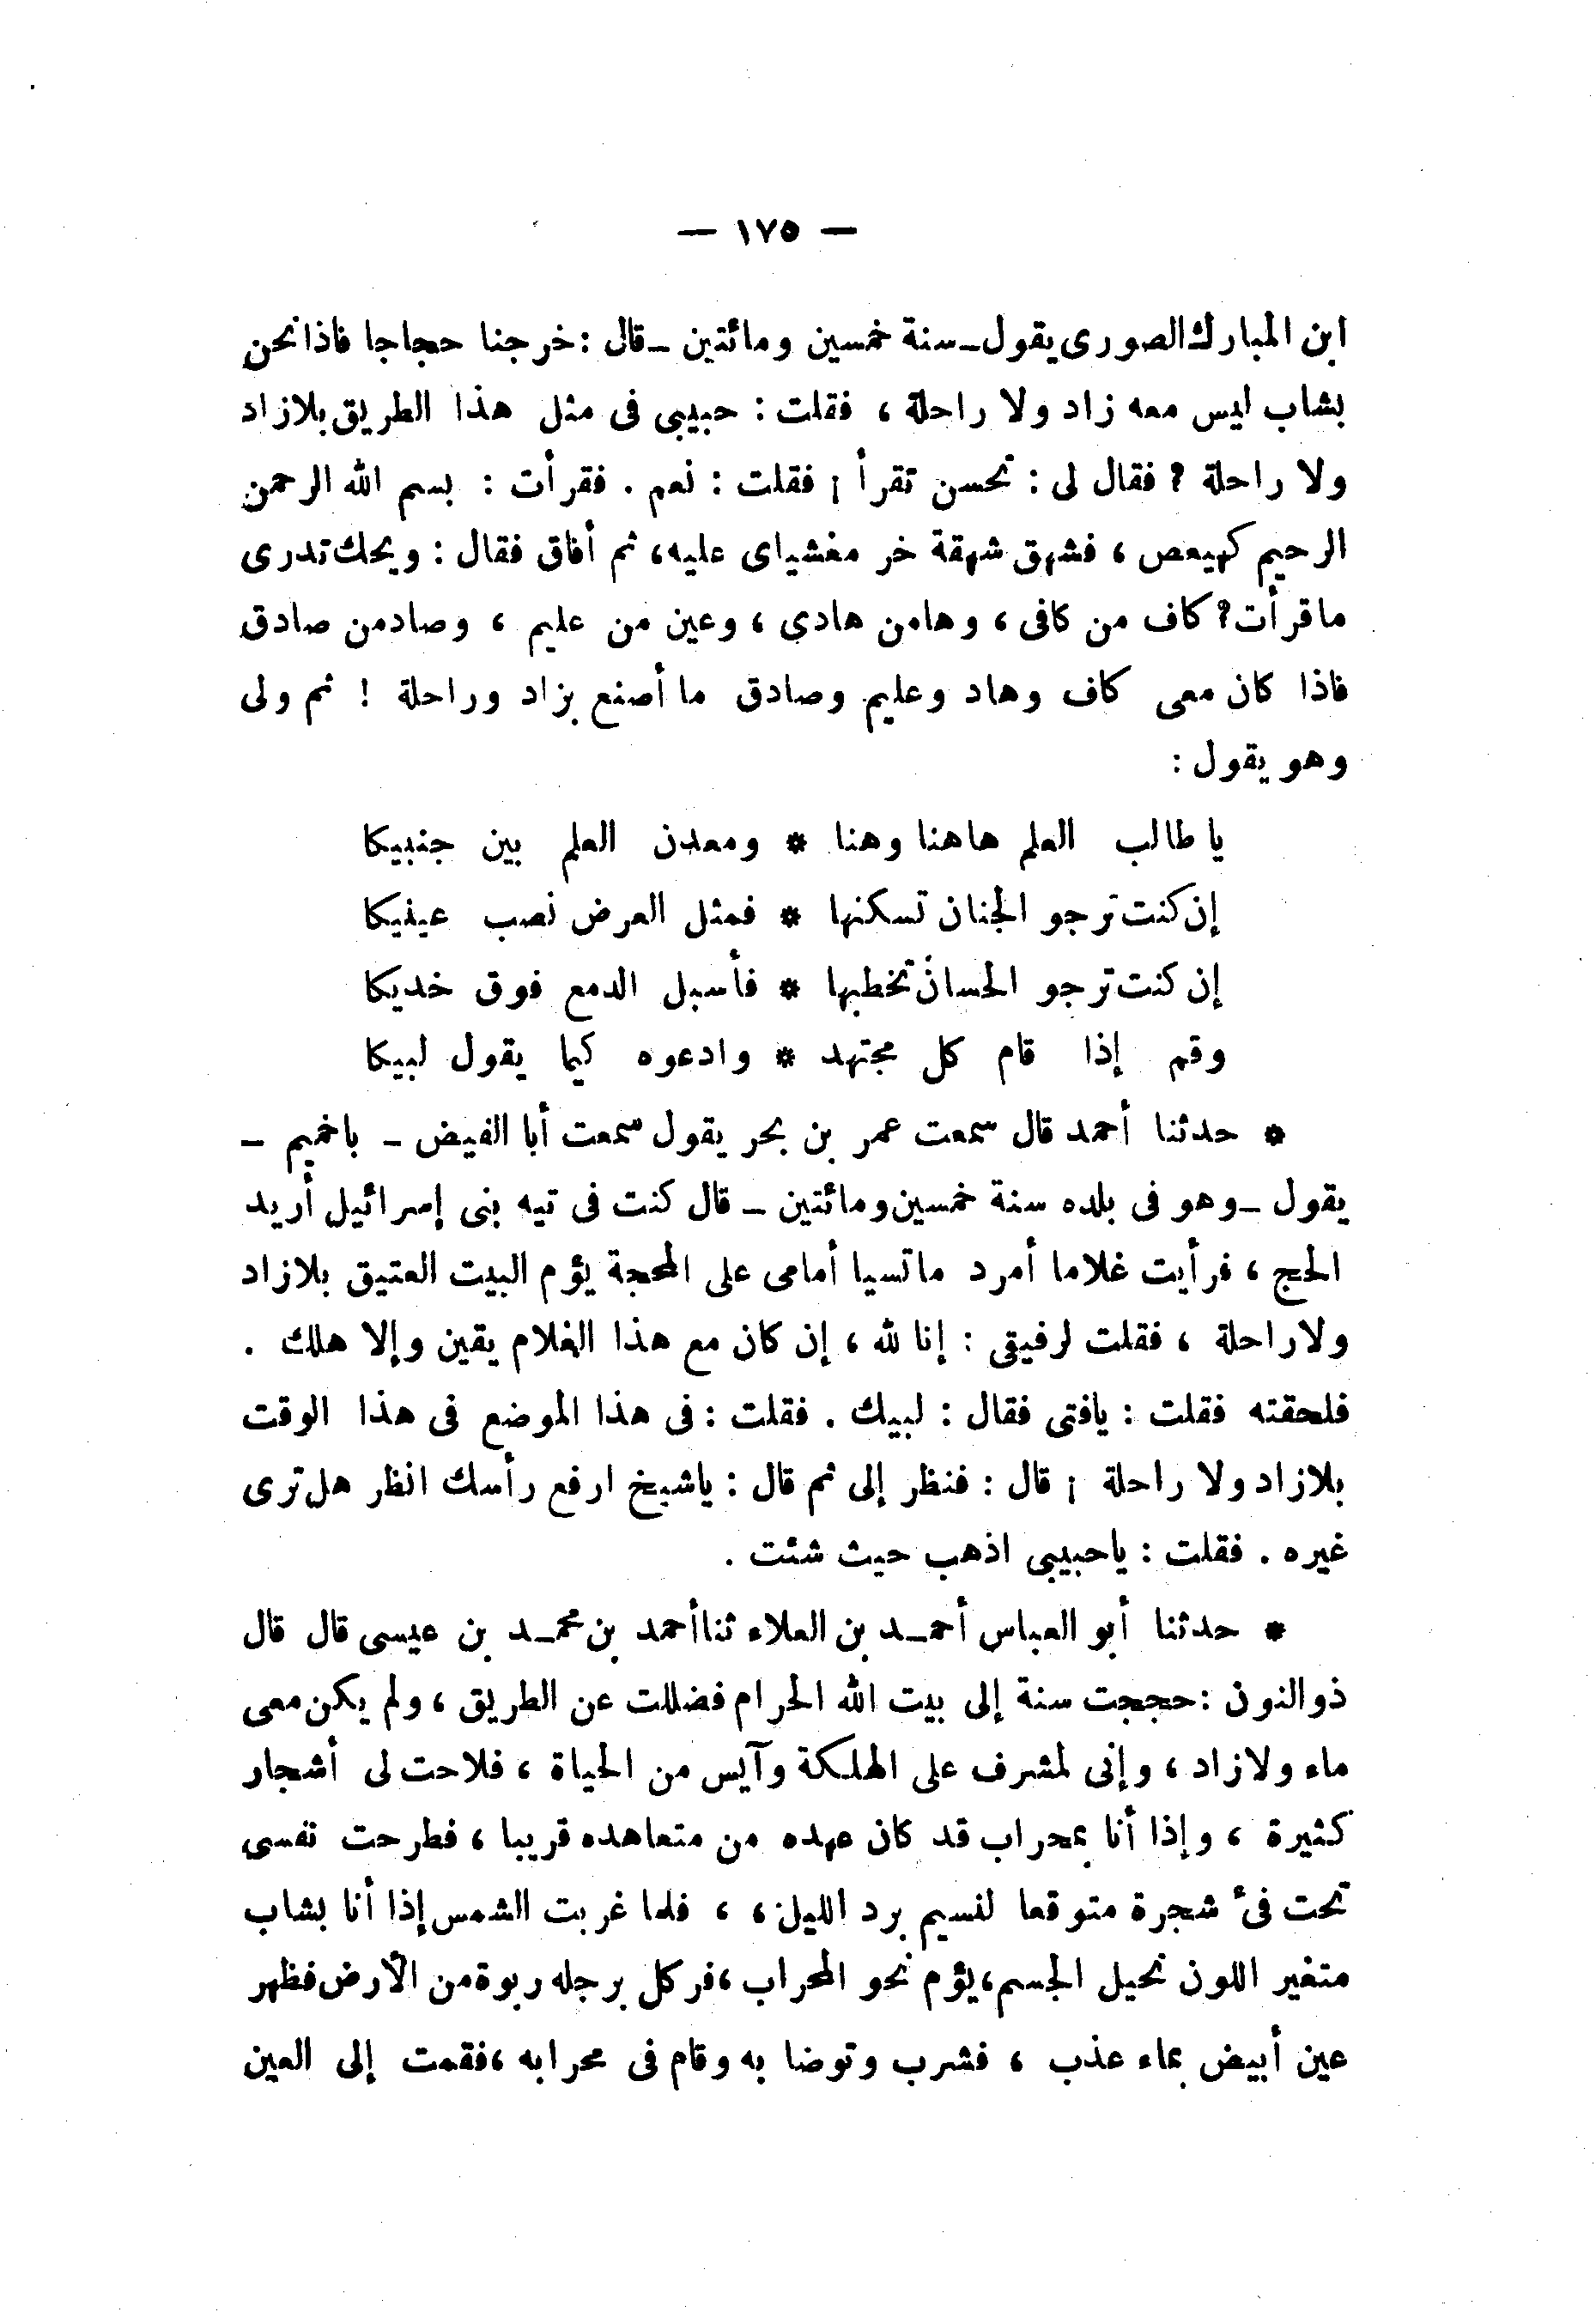 — ١٧٥ —
ابن المبارك الصورى يقول ـ سنة خمسين ومائتين ـ قال : خرجنا حجاجا فاذا نحن
بشاب ليس معه زاد ولا راحلة ، فقلت : حبيبى فى مثل هذا الطريق بلازاد
ولا راحلة ? فقال لى : تحسن تقرأ ¡ فقلت : نعم . فقرأت : بسم الله الرحمن
الرحيم كهيعص ، فشهق شهقة خر مغشياى عليه، ثم أفاق فقال : ويحك تدرى
ماقرأت? كاف من كافى ، وهامن هادى ، وعين من عليم ، وصادمن صادق
فاذا كان معى كاف وهاد وعليم وصادق ما أصنع بزاد وراحلة ! ثم ولى
وهو يقول :
يا طالب العلم هاهنا وهنا * ومعدن العلم بين جنبيكا
إن كنت ترجو الجنان تسكنها * فمثل العرض نصب عينيكا
إن كنت ترجو الحسان تخطبها * فأسبل الدمع فوق خديكا
وقم إذا قام كل مجتهد * وادعوه كيما يقول لبيكا
* حدثنا أحمد قال سمعت عمر بن بحر يقول سمعت أبا الفيض ـ باخميم ـ
يقول ـ وهو فى بلده سنة خمسين ومائتين ـ قال كنت فى تيه بنى إسرائيل أريد
الحج ، فرأيت غلاما أمرد ماتسيا أمامى على المحجة يؤم البيت العتيق بلازاد
ولاراحلة ، فقلت لرفيقى : إنا لله ، إن كان مع هذا الغلام يقين وإلا هلك .
فلحقته فقلت : يافتى فقال : لبيك . فقلت : فى هذا الموضع فى هذا الوقت
بلازاد ولا راحلة ¡ قال : فنظر إلى ثم قال : ياشيخ ارفع رأسك انظر هل ترى
غيره . فقلت : ياحبيبى اذهب حيث شئت .
* حدثنا أبو العباس أحمـد بن العلاء ثنا أحمد بن محمـد بن عيسى قال قال
ذو النون : حججت سنة إلى بيت الله الحرام فضللت عن الطريق ، ولم يكن معى
ماء ولازاد ، وإنى لمشرف على الهلكة وآيس من الحياة ، فلاحت لى أشجار
كثيرة ، وإذا أنا بمحراب قد كان عهده من متعاهده قريبا ، فطرحت نفسى
تحت فىء شجرة متوقعا لنسيم برد الليل ، ، فلما غربت الشمس إذا أنا بشاب
متغير اللون نحيل الجسم ،يؤم نحو المحراب ،فركل برجله ربوة من الأرض فظهر
عين أبيض بماء عذب ، فشرب وتوضا به وقام فى محرابه ،فقمت إلى العين